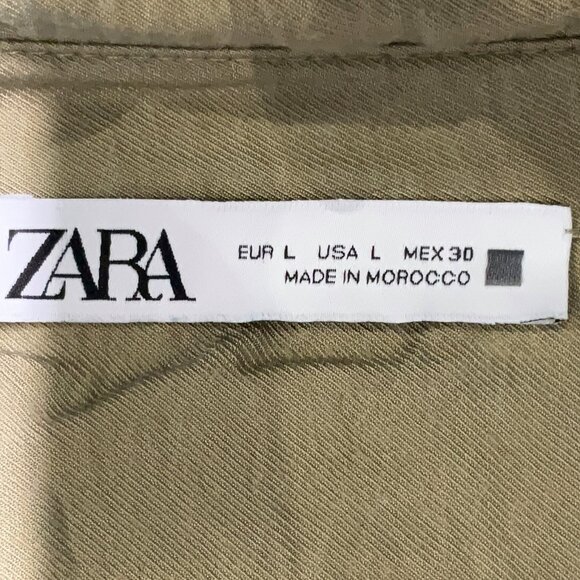 ZARA
EUR L USA L MEX 30
MADE IN MOROCCO